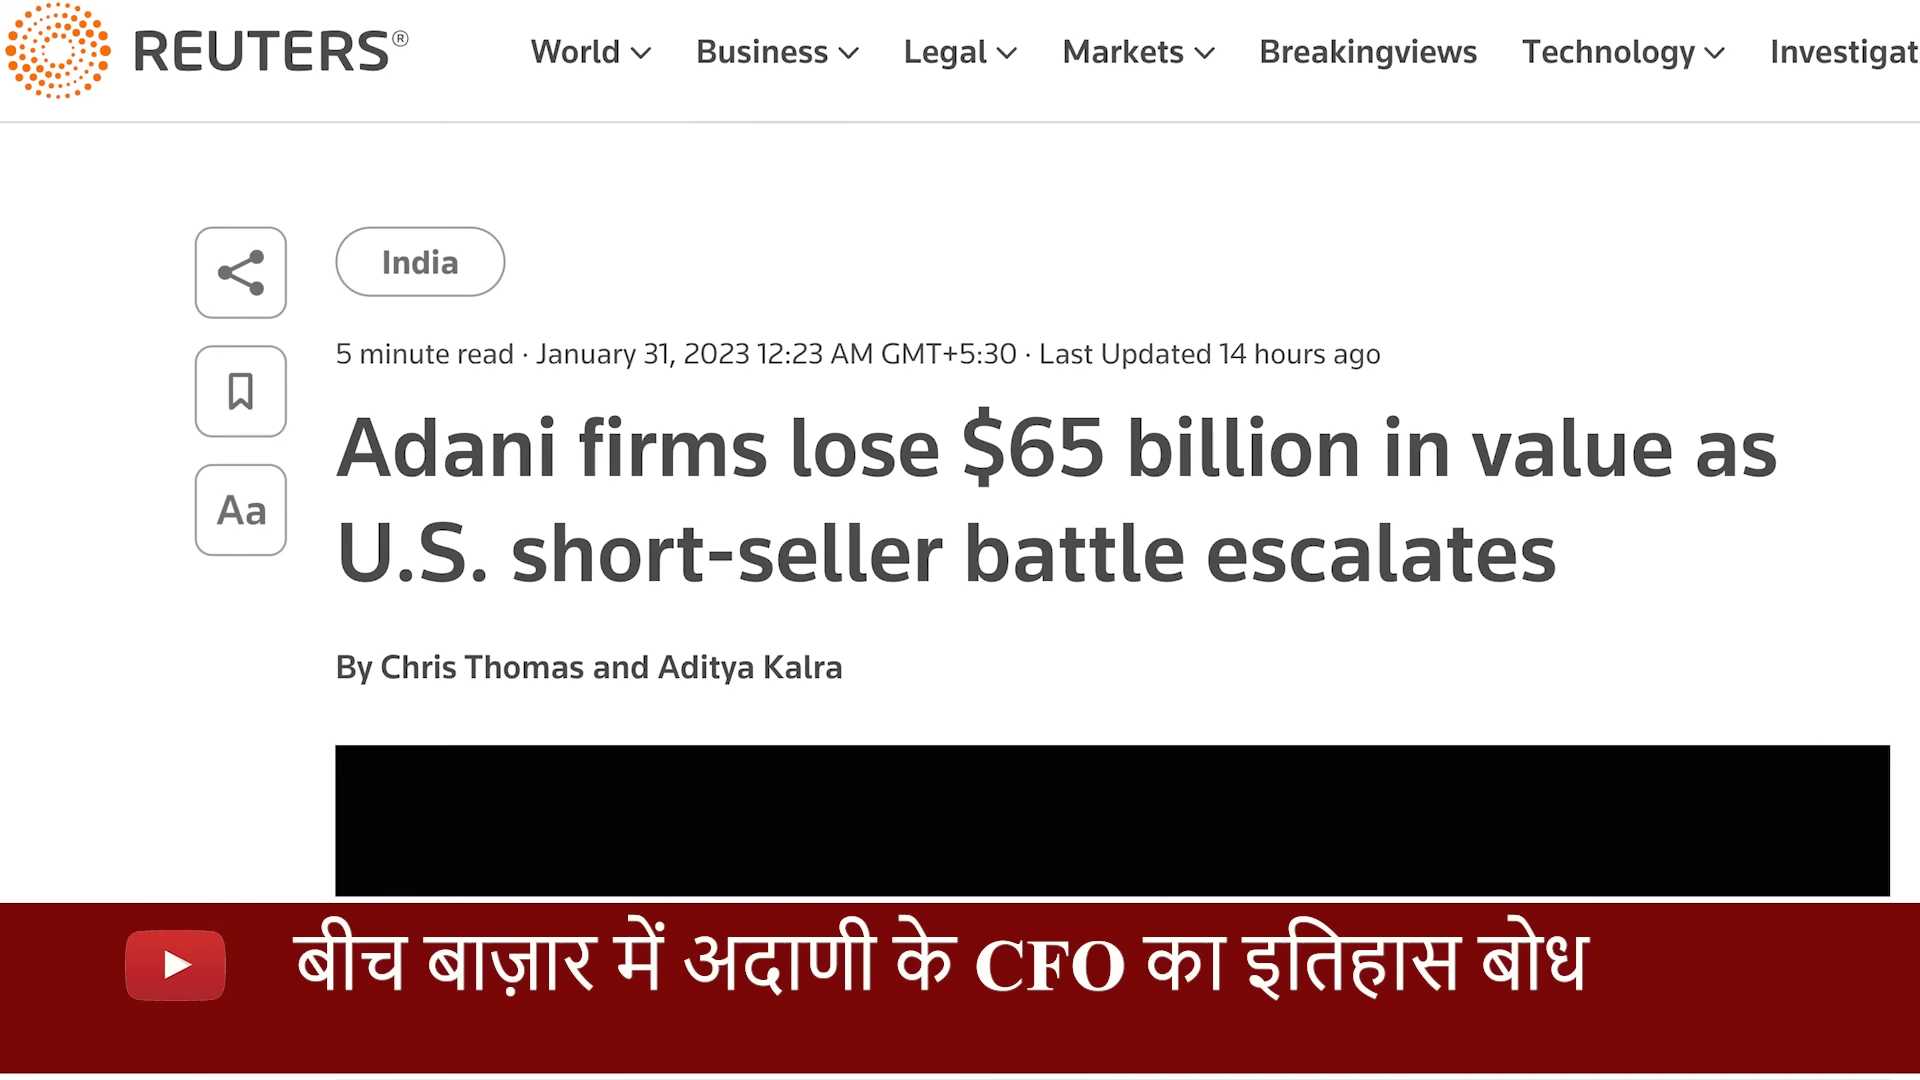 REUTERS®
World Business Legal Markets Breakingviews Technology Investigat
India
5 minute read · January 31, 2023 12:23 AM GMT+5:30 · Last Updated 14 hours ago
Aa
Adani firms lose $65 billion in value as
U.S. short-seller battle escalates
By Chris Thomas and Aditya Kalra
बीच बाज़ार में अदाणी के CFO का इतिहास बोध